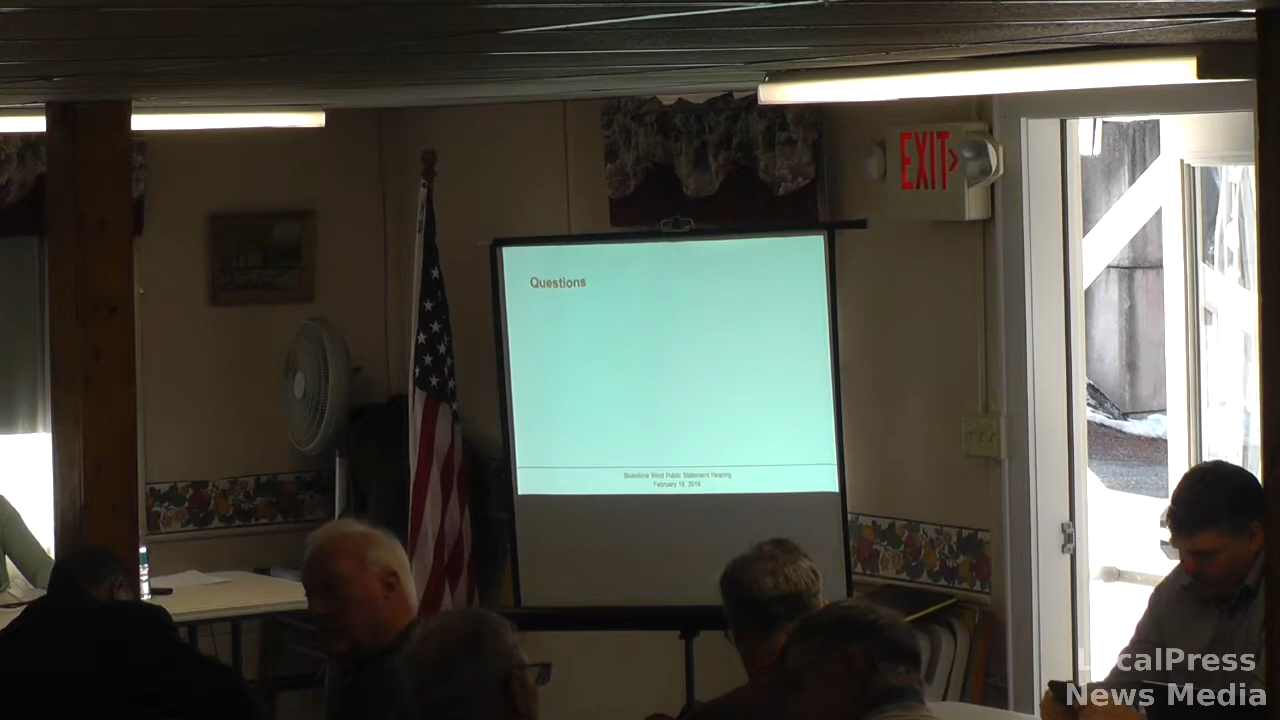 EXIT
Questions
Bluestone Wind Public Statement Hearing
February 19, 2019
LocalPress
News Media